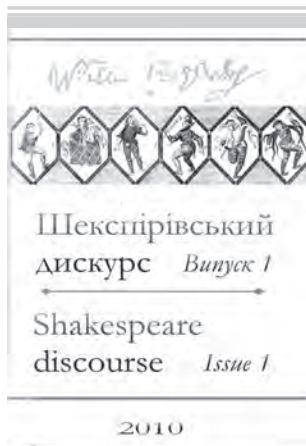 Шекспірівський
дискурс Випуск 1
Shakespeare
discourse Issue 1
2010